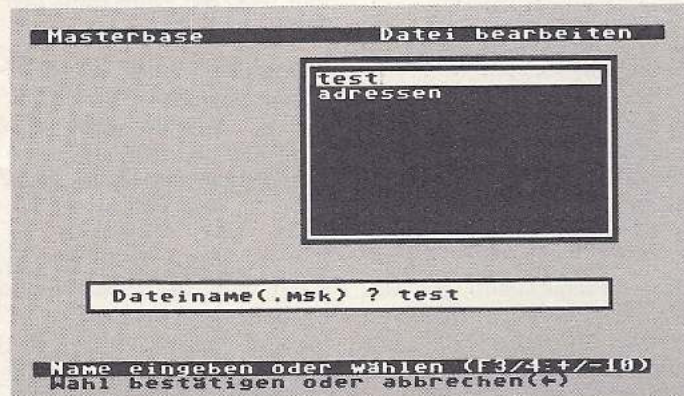 Masterbase Datei bearbeiten
test
adressen
Dateiname(.msk) ? test
Name eingeben oder wählen (F3/4:+/-10)
Wahl bestätigen oder abbrechen(←)